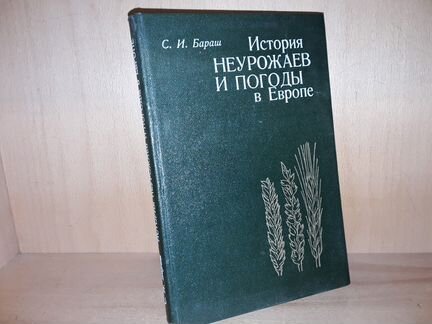 С. И. Бараш
История
НЕУРОЖАЕВ
И ПОГОДЫ
в Европе